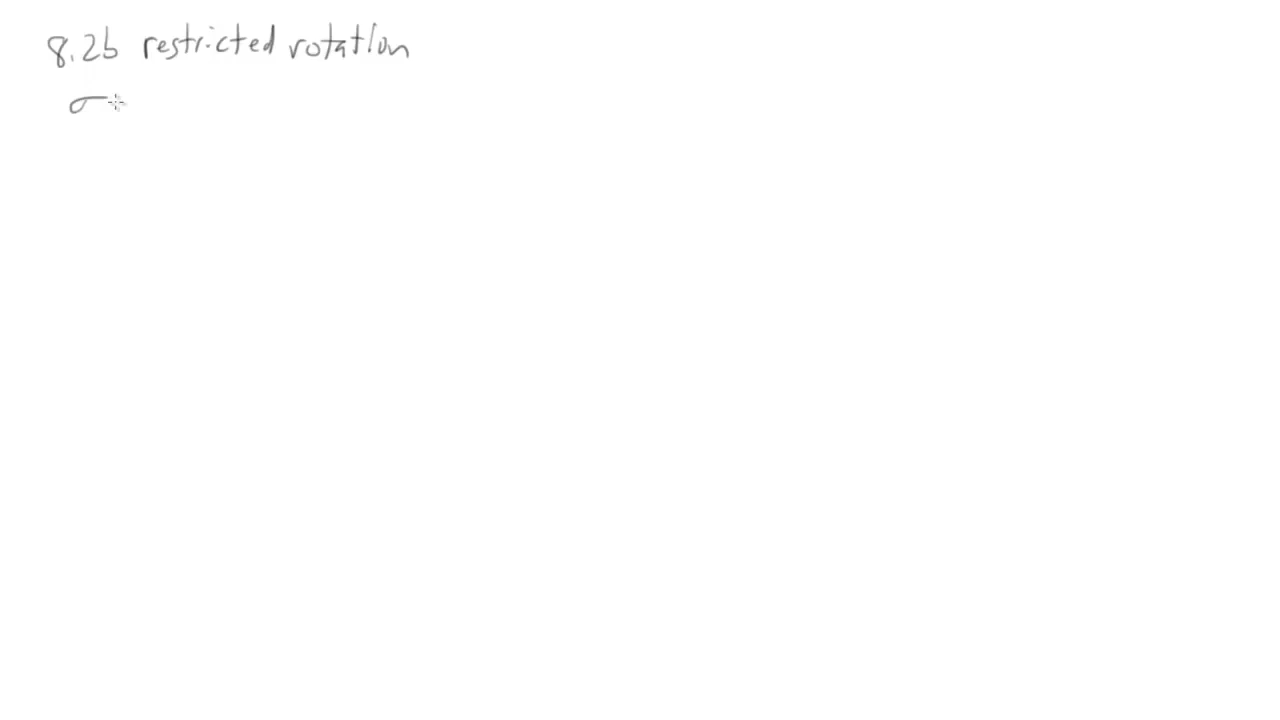 8.2b restricted rotation
σ